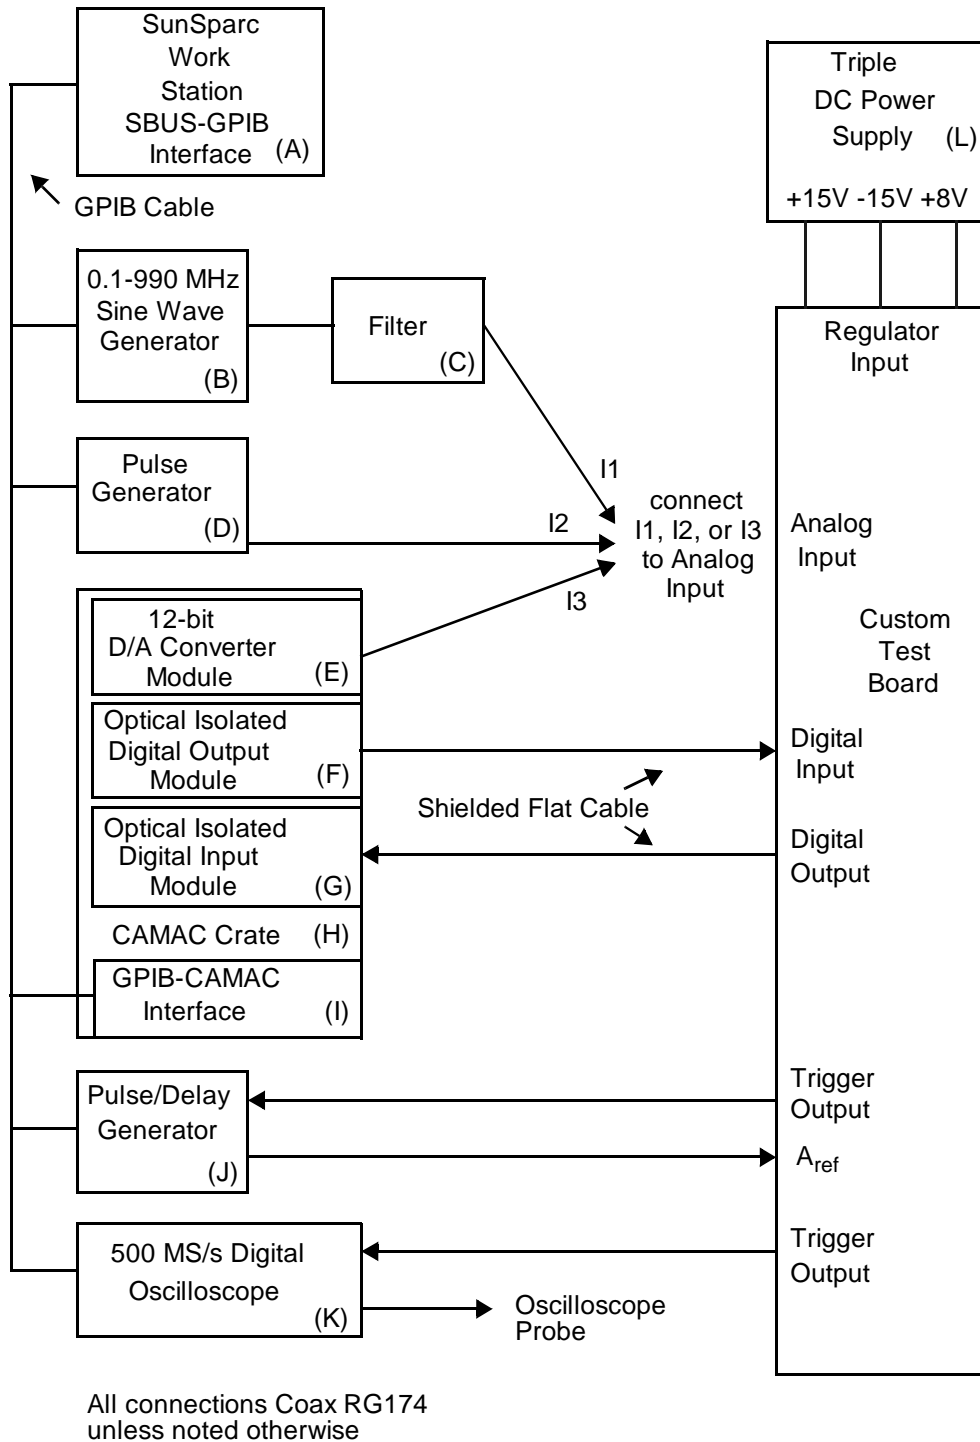 SunSparc
Work
Station
SBUS-GPIB
Interface (A)
GPIB Cable
Triple
DC Power
Supply (L)
+15V -15V +8V
0.1-990 MHz
Sine Wave
Generator
(B)
Filter
(C)
Regulator
Input
Pulse
Generator
(D)
I1
I2
I3
connect
I1, I2, or I3
to Analog
Input
Analog
Input
12-bit
D/A Converter
Module (E)
Custom
Test
Board
Optical Isolated
Digital Output
Module (F)
Digital
Input
Shielded Flat Cable
Optical Isolated
Digital Input
Module (G)
Digital
Output
CAMAC Crate (H)
GPIB-CAMAC
Interface (I)
Pulse/Delay
Generator
(J)
Trigger
Output
Aref
500 MS/s Digital
Oscilloscope
(K)
Trigger
Output
Oscilloscope
Probe
All connections Coax RG174
unless noted otherwise